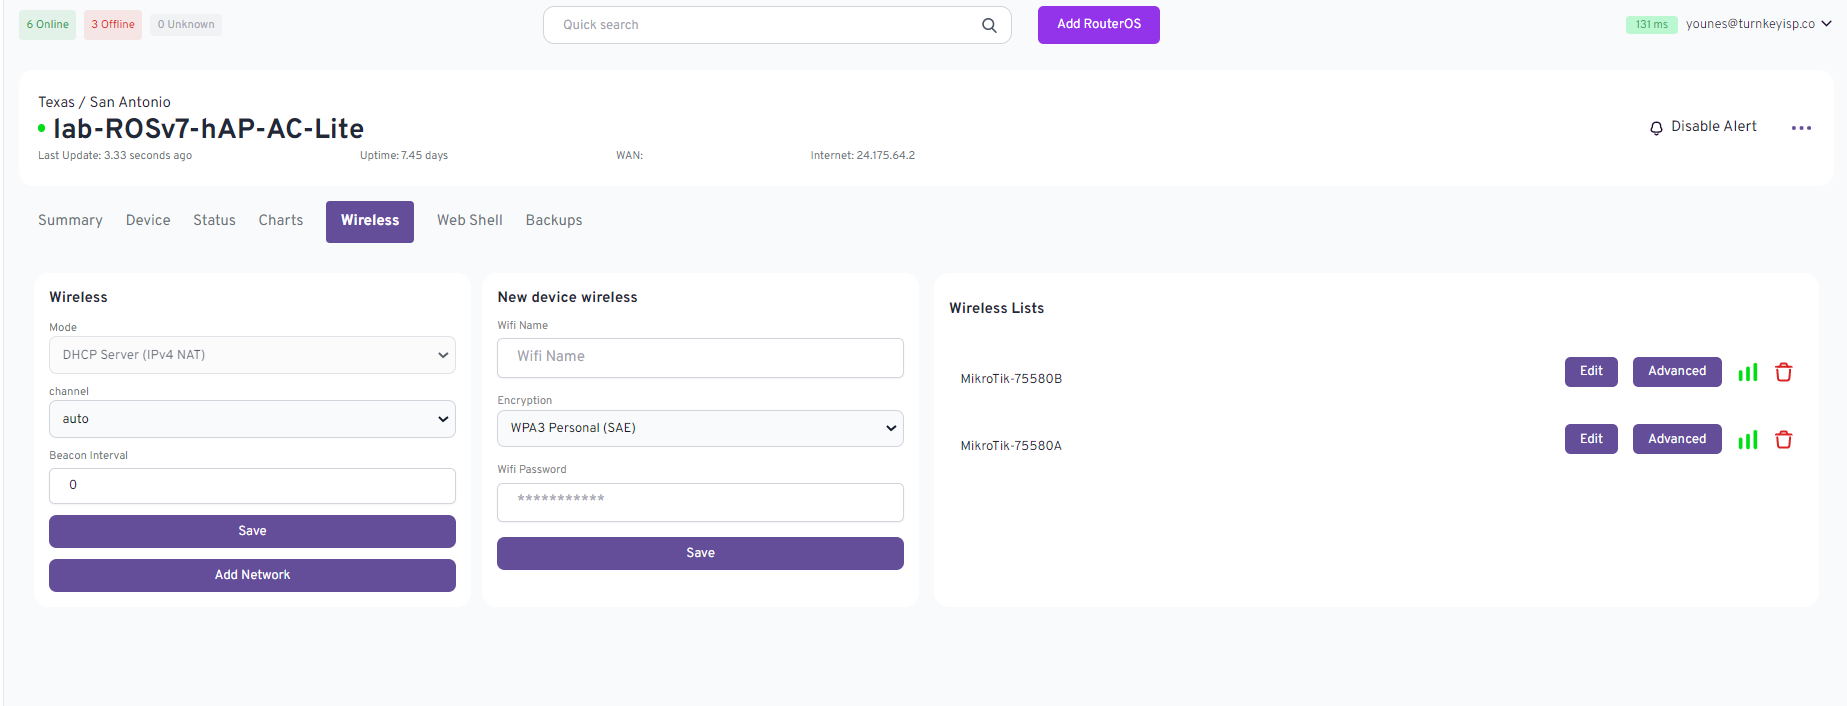 6 Online 3 Offline 0 Unknown Quick search Add RouterOS 131 ms younes@turnkeyisp.co
Texas / San Antonio
lab-ROSv7-hAP-AC-Lite
Disable Alert
Last Update: 3.33 seconds ago Uptime: 7.45 days WAN: Internet: 24.175.64.2
Summary Device Status Charts Wireless Web Shell Backups
Wireless
Mode
DHCP Server (IPv4 NAT)
channel
auto
Beacon Interval
0
Save
Add Network
New device wireless
Wifi Name
Wifi Name
Encryption
WPA3 Personal (SAE)
Wifi Password
***********
Save
Wireless Lists
MikroTik-75580B Edit Advanced
MikroTik-75580A Edit Advanced